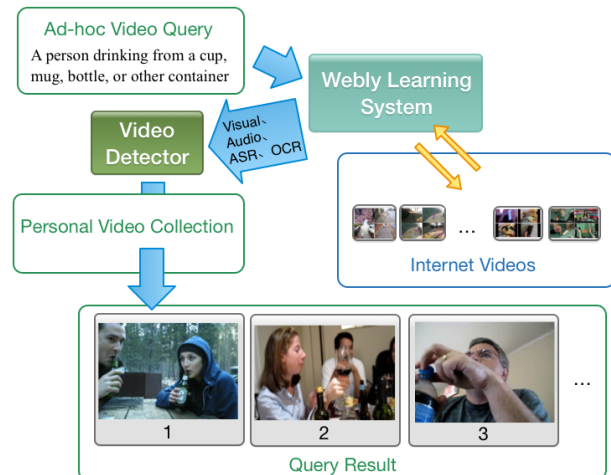 Ad-hoc Video Query
A person drinking from a cup,
mug, bottle, or other container
Webly Learning
System
Visual、
Audio、
ASR、OCR
Video
Detector
Personal Video Collection
...
Internet Videos
1
2
3
...
Query Result